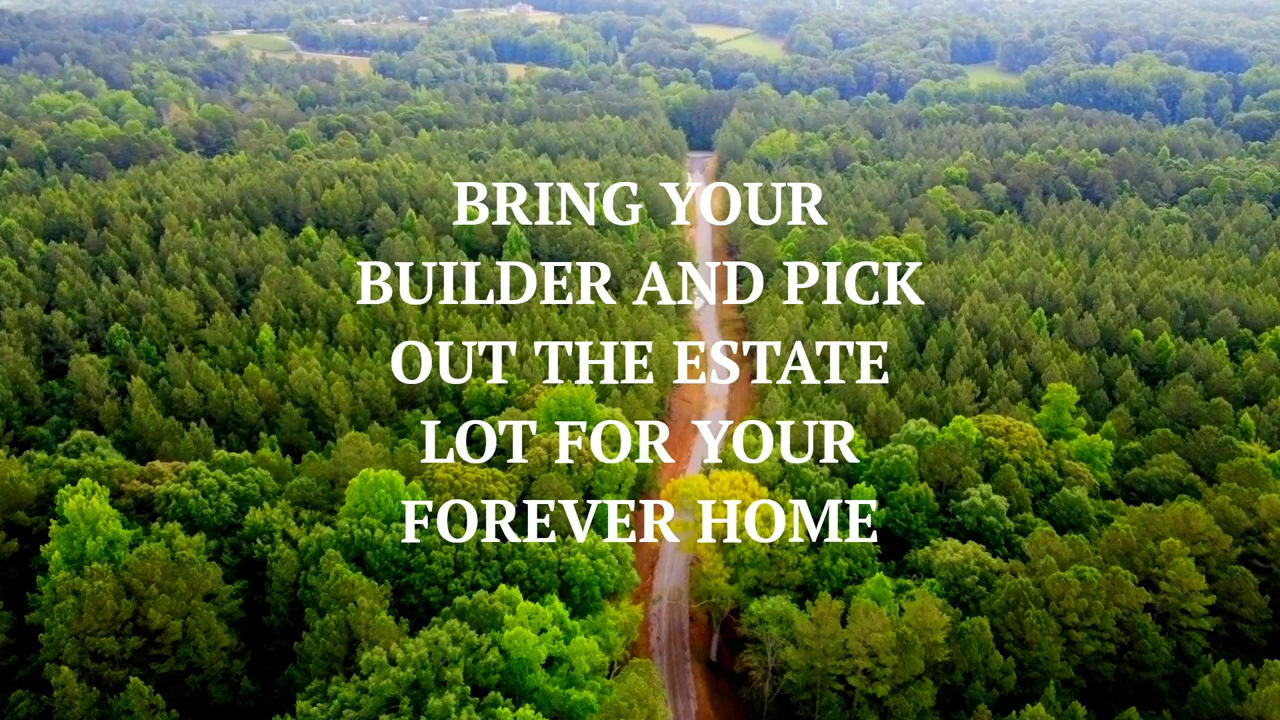 BRING YOUR
BUILDER AND PICK
OUT THE ESTATE
LOT FOR YOUR
FOREVER HOME